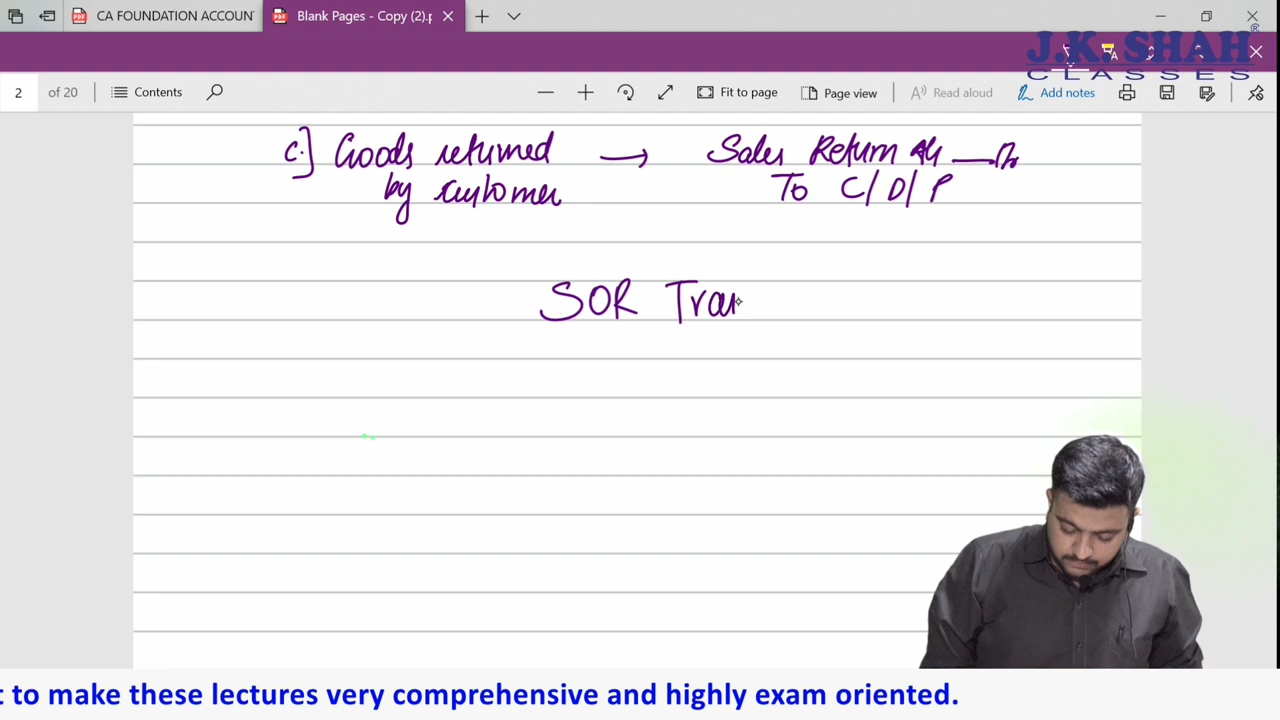 CA FOUNDATION ACCOUNT
Blank Pages - Copy (2).p
J.K. SHAH®
CLASSES
2 of 20
Contents
Fit to page
Page view
Read aloud
Add notes
c.] Goods returned → Sales Return A/c — Dr
by customer To C/D/P
SOR Tran
t to make these lectures very comprehensive and highly exam oriented.